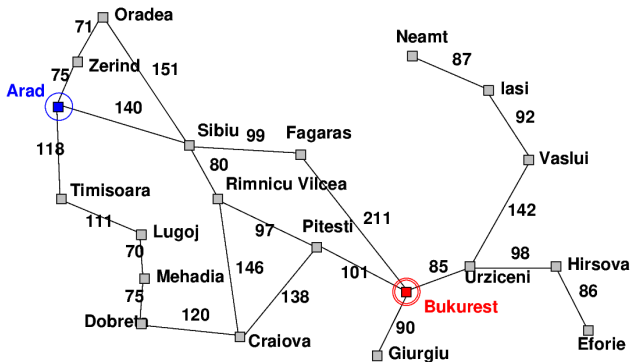 Oradea
71
Neamt
87
Zerind
75
151
Arad
Iasi
140
92
Sibiu
99
Fagaras
118
80
Vaslui
Timisoara
Rimnicu Vilcea
111
211
142
Lugoj
97
Pitesti
70
98
Hirsova
146
101
85
Urziceni
Mehadia
75
138
86
Bukurest
120
Dobreta
90
Craiova
Eforie
Giurgiu